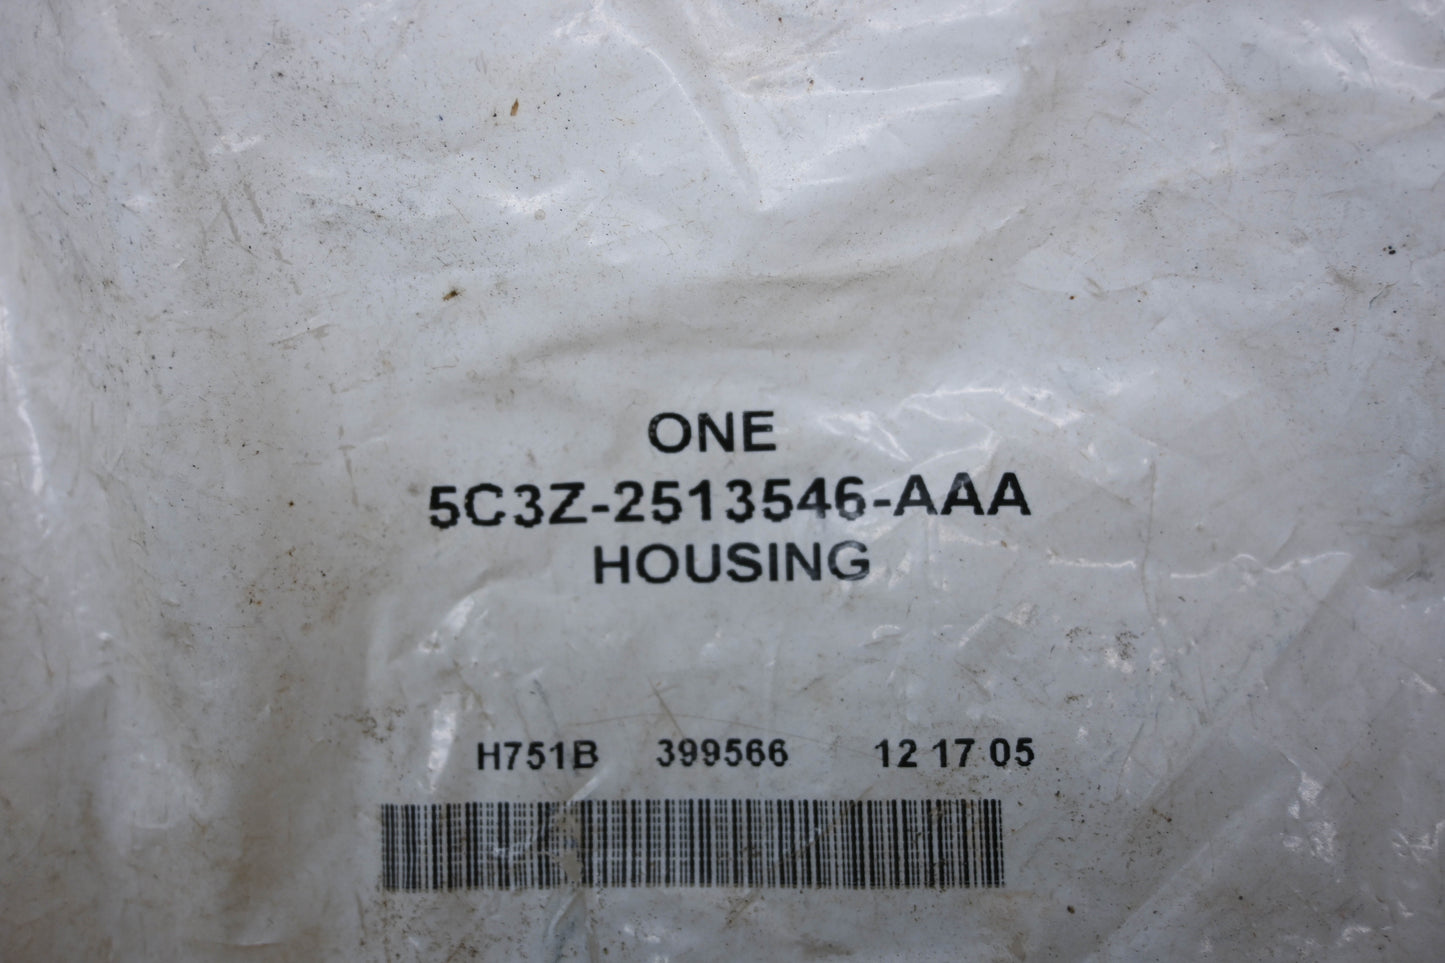 ONE
5C3Z-2513546-AAA
HOUSING
H751B 399566 12 17 05